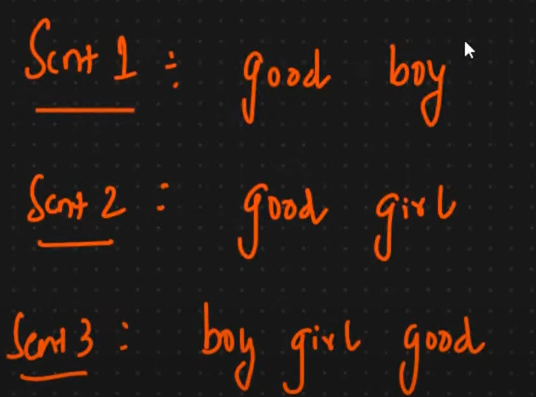 Sent 1 : good boy
Sent 2 : good girl
Sent 3 : boy girl good